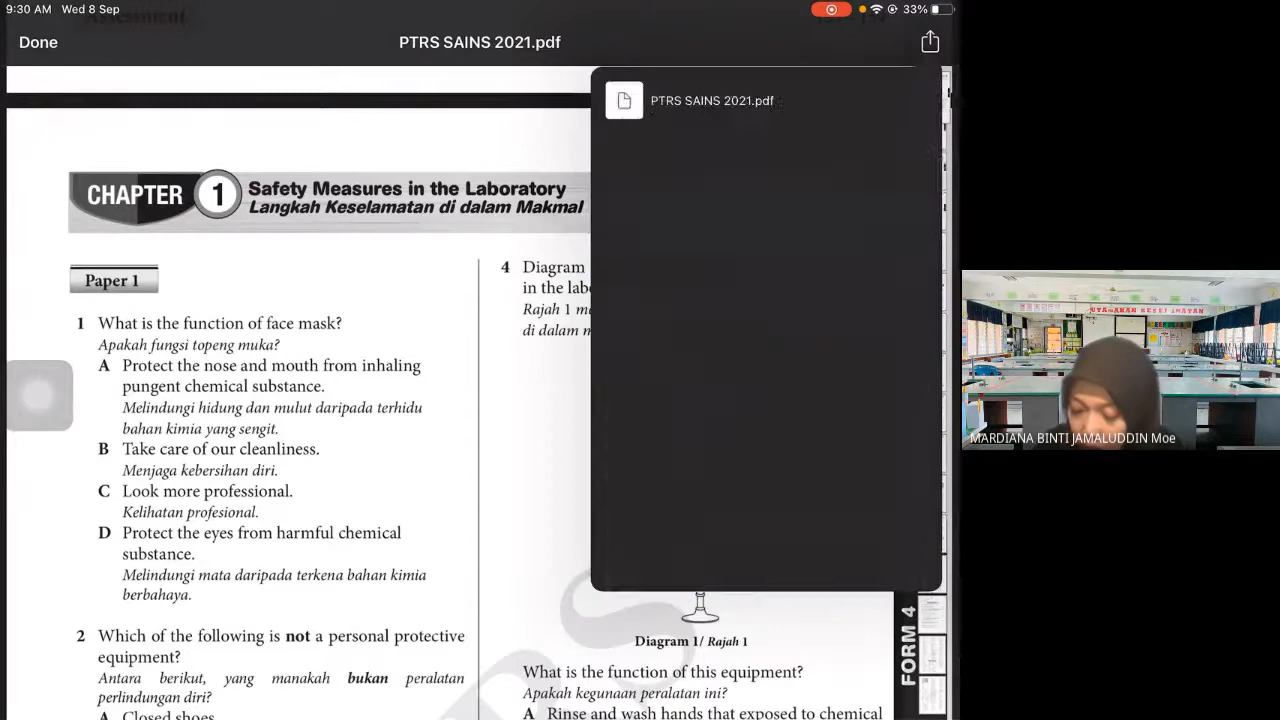 9:30 AM Wed 8 Sep
33%
Assessment
Done
PTRS SAINS 2021.pdf
PTRS SAINS 2021.pdf
CHAPTER 1 Safety Measures in the Laboratory
Langkah Keselamatan di dalam Makmal
Paper 1
1 What is the function of face mask?
Apakah fungsi topeng muka?
A Protect the nose and mouth from inhaling
pungent chemical substance.
Melindungi hidung dan mulut daripada terhidu
bahan kimia yang sengit.
B Take care of our cleanliness.
Menjaga kebersihan diri.
C Look more professional.
Kelihatan profesional.
D Protect the eyes from harmful chemical
substance.
Melindungi mata daripada terkena bahan kimia
berbahaya.
2 Which of the following is not a personal protective
equipment?
Antara berikut, yang manakah bukan peralatan
perlindungan diri?
A Closed shoes
4 Diagram
in the lab
Rajah 1 m
di dalam m
Diagram 1/ Rajah 1
What is the function of this equipment?
Apakah kegunaan peralatan ini?
A Rinse and wash hands that exposed to chemical
FORM 4
UTAMAKAN KESELAMATAN
MARDIANA BINTI JAMALUDDIN Moe